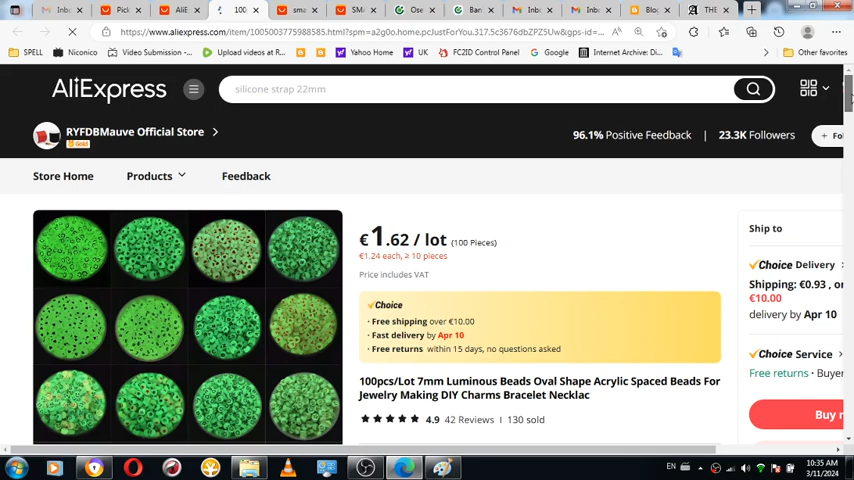 Inbo
Pick
AliE
100
sma
SMA
Ose
Ban
Inbo
Inbo
Blog
THE
https://www.aliexpress.com/item/1005003775988585.html?spm=a2g0o.home.pcJustForYou.317.5c3676dbZPZ5Uw&gps-id=...
SPELL
Niconico
Video Submission -...
Upload videos at R...
Yahoo Home
UK
FC2ID Control Panel
Google
Internet Archive: Di...
Other favorites
AliExpress
silicone strap 22mm
RYFDBMauve Official Store
Gold
96.1% Positive Feedback | 23.3K Followers
+ Fol
Store Home
Products
Feedback
€1.62 / lot (100 Pieces)
€1.24 each, ≥ 10 pieces
Price includes VAT
Choice
· Free shipping over €10.00
· Fast delivery by Apr 10
· Free returns within 15 days, no questions asked
100pcs/Lot 7mm Luminous Beads Oval Shape Acrylic Spaced Beads For
Jewelry Making DIY Charms Bracelet Necklac
4.9 42 Reviews | 130 sold
Ship to
Choice Delivery
Shipping: €0.93, or
€10.00
delivery by Apr 10
Choice Service
Free returns · Buyer
Buy n
EN
10:35 AM
3/11/2024